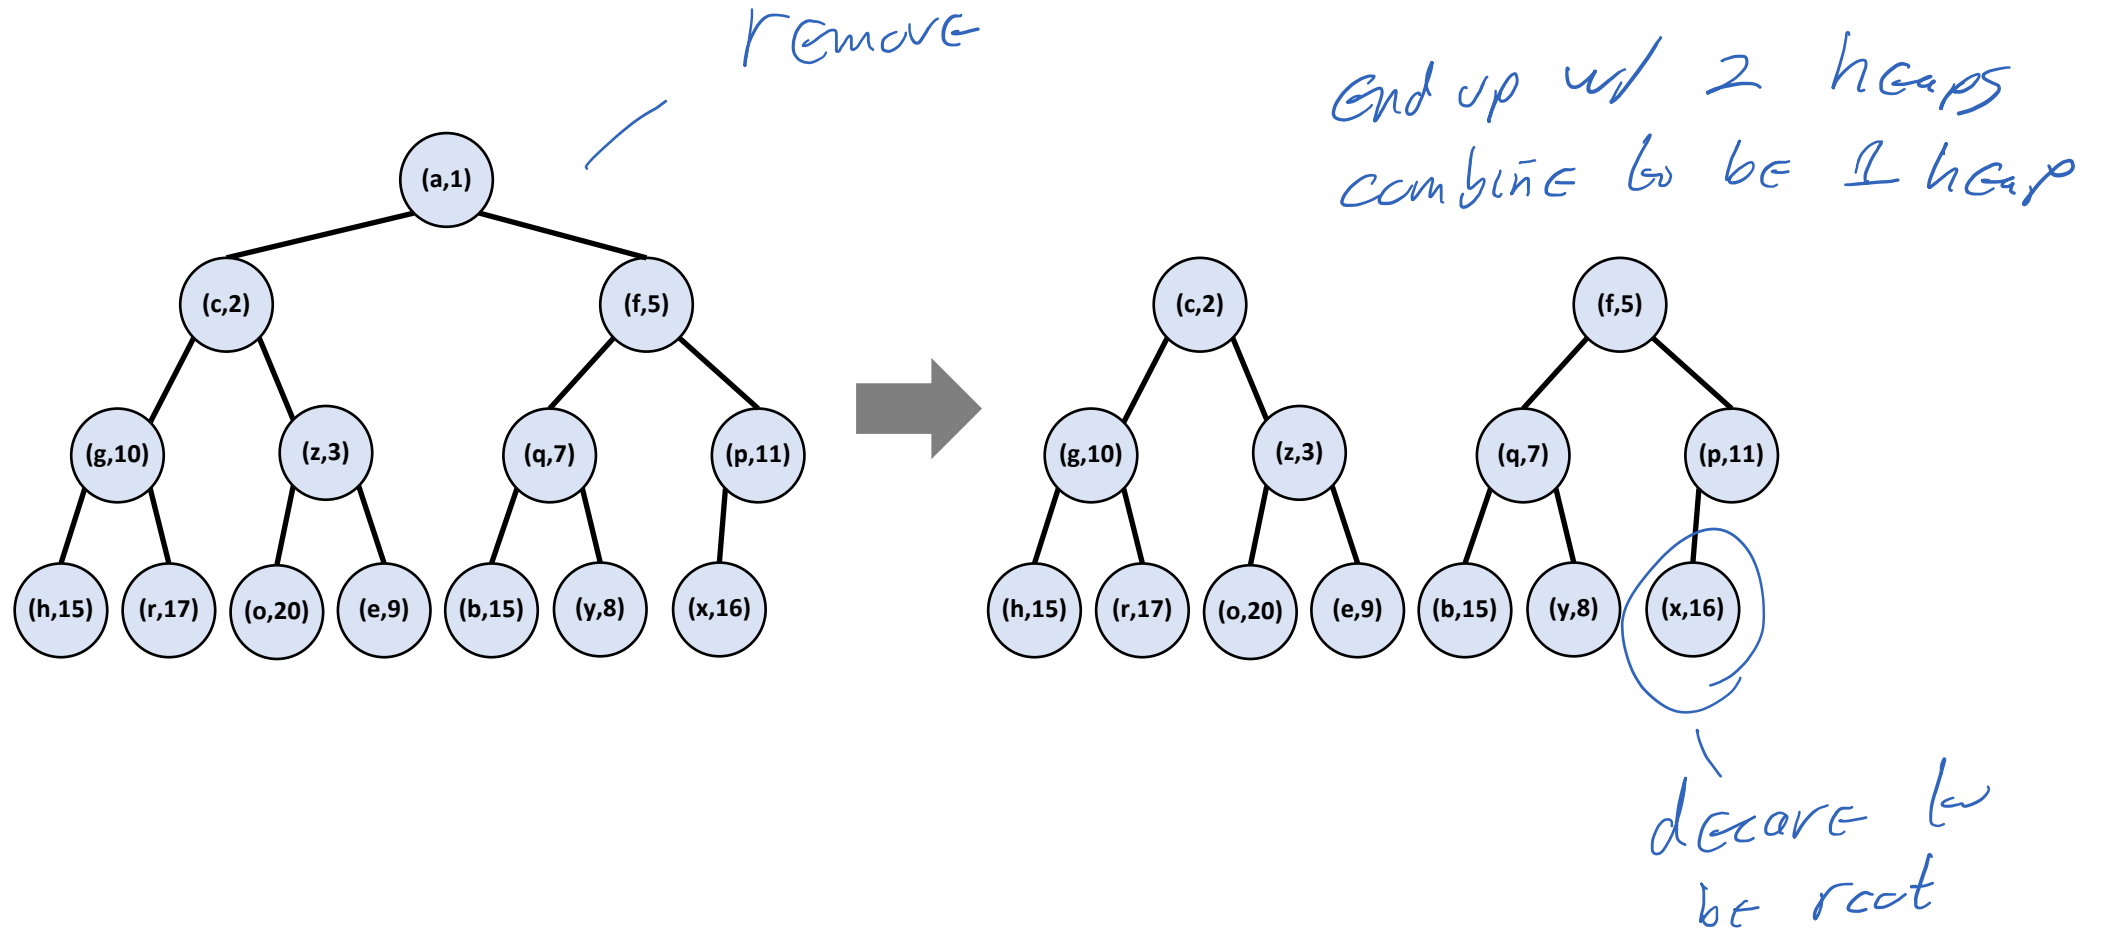 remove
end up w/ 2 heaps
combine to be 1 heap
(a,1)
(c,2) (f,5)
(g,10) (z,3) (q,7) (p,11)
(h,15) (r,17) (o,20) (e,9) (b,15) (y,8) (x,16)
(c,2) (f,5)
(g,10) (z,3) (q,7) (p,11)
(h,15) (r,17) (o,20) (e,9) (b,15) (y,8) (x,16)
to
be root